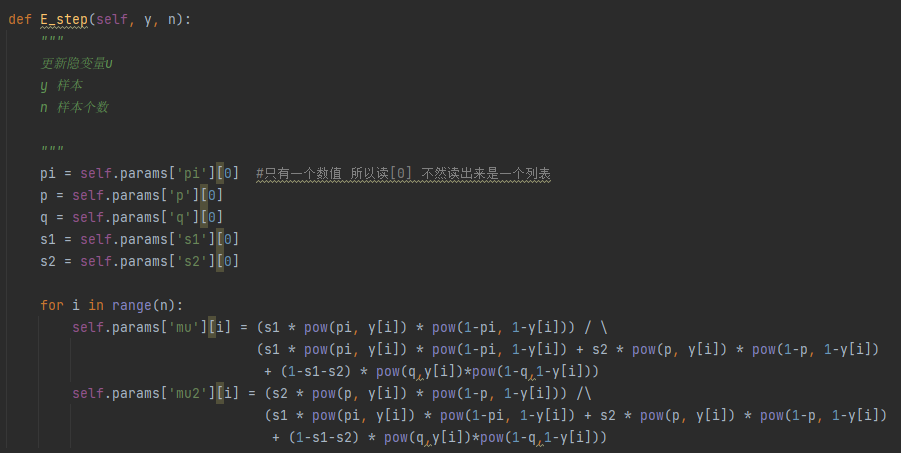 def E_step(self, y, n):
"""
更新隐变量u
y 样本
n 样本个数
"""
pi = self.params['pi'][0]  #只有一个数值 所以读[0] 不然读出来是一个列表
p = self.params['p'][0]
q = self.params['q'][0]
s1 = self.params['s1'][0]
s2 = self.params['s2'][0]
for i in range(n):
self.params['mu'][i] = (s1 * pow(pi, y[i]) * pow(1-pi, 1-y[i])) / \
(s1 * pow(pi, y[i]) * pow(1-pi, 1-y[i]) + s2 * pow(p, y[i]) * pow(1-p, 1-y[i])
+ (1-s1-s2) * pow(q,y[i])*pow(1-q,1-y[i]))
self.params['mu2'][i] = (s2 * pow(p, y[i]) * pow(1-p, 1-y[i])) /\
(s1 * pow(pi, y[i]) * pow(1-pi, 1-y[i]) + s2 * pow(p, y[i]) * pow(1-p, 1-y[i])
+ (1-s1-s2) * pow(q,y[i])*pow(1-q,1-y[i]))